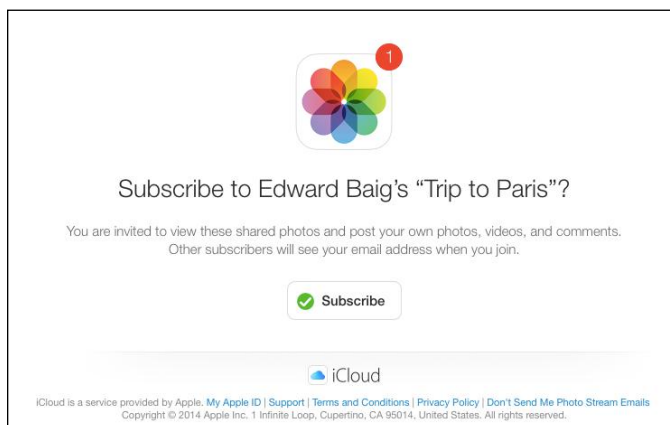 1
Subscribe to Edward Baig’s “Trip to Paris”?
You are invited to view these shared photos and post your own photos, videos, and comments.
Other subscribers will see your email address when you join.
Subscribe
iCloud
iCloud is a service provided by Apple. My Apple ID | Support | Terms and Conditions | Privacy Policy | Don't Send Me Photo Stream Emails
Copyright © 2014 Apple Inc. 1 Infinite Loop, Cupertino, CA 95014, United States. All rights reserved.